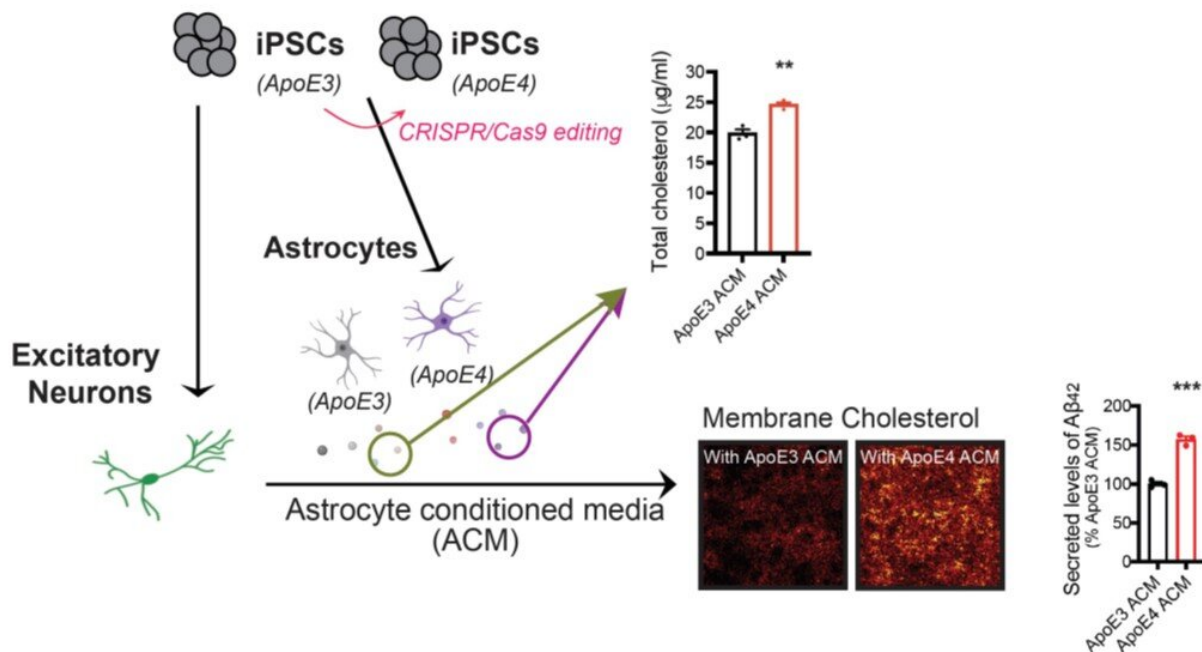 iPSCs
(ApoE3)
iPSCs
(ApoE4)
CRISPR/Cas9 editing
Astrocytes
(ApoE3)
(ApoE4)
Excitatory
Neurons
Astrocyte conditioned media
(ACM)
Total cholesterol (µg/ml)
30
25
20
15
10
5
0
**
ApoE3 ACM
ApoE4 ACM
Membrane Cholesterol
With ApoE3 ACM
With ApoE4 ACM
Secreted levels of Aβ42
(% ApoE3 ACM)
200
150
100
50
0
***
ApoE3 ACM
ApoE4 ACM